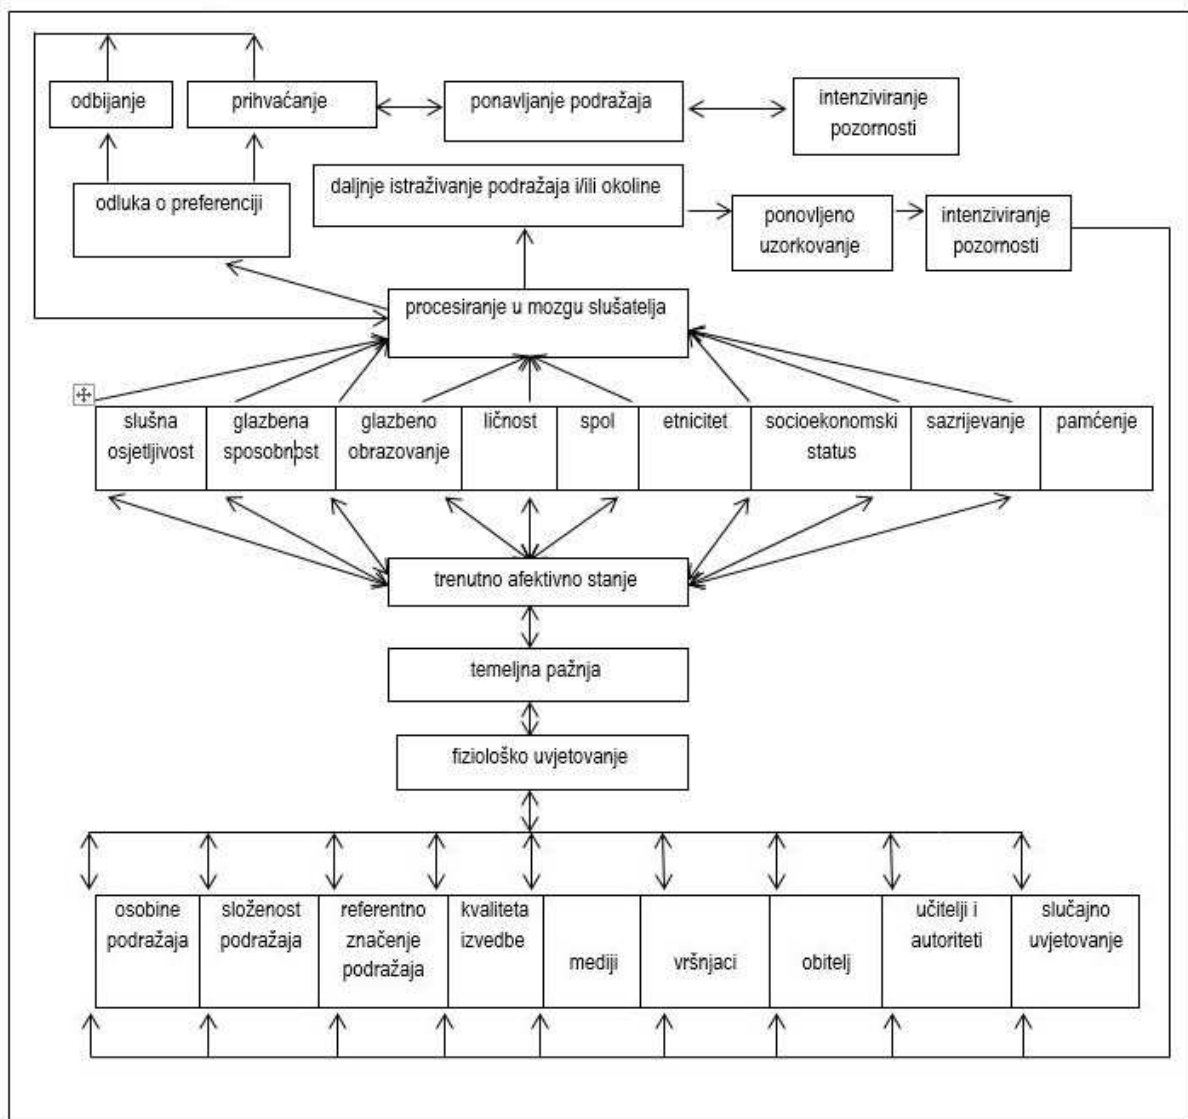 odbijanje
prihvaćanje
ponavljanje podražaja
intenziviranje
pozornosti
odluka o preferenciji
daljnje istraživanje podražaja i/ili okoline
ponovljeno
uzorkovanje
intenziviranje
pozornosti
procesiranje u mozgu slušatelja
slušna
osjetljivost
glazbena
sposobnost
glazbeno
obrazovanje
ličnost
spol
etnicitet
socioekonomski
status
sazrijevanje
pamćenje
trenutno afektivno stanje
temeljna pažnja
fiziološko uvjetovanje
osobine
podražaja
složenost
podražaja
referentno
značenje
podražaja
kvaliteta
izvedbe
mediji
vršnjaci
obitelj
učitelji i
autoriteti
slučajno
uvjetovanje